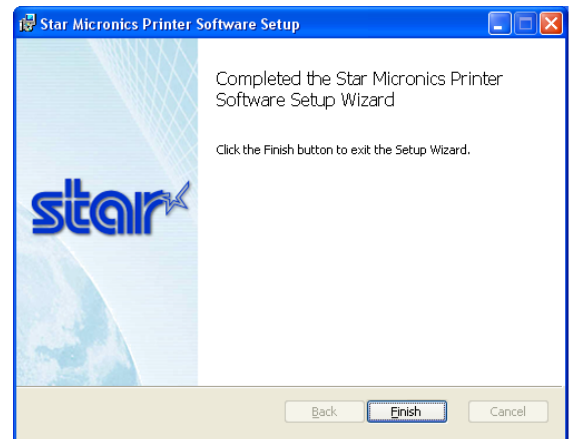 Star Micronics Printer Software Setup
Completed the Star Micronics Printer
Software Setup Wizard
Click the Finish button to exit the Setup Wizard.
star
Back
Finish
Cancel